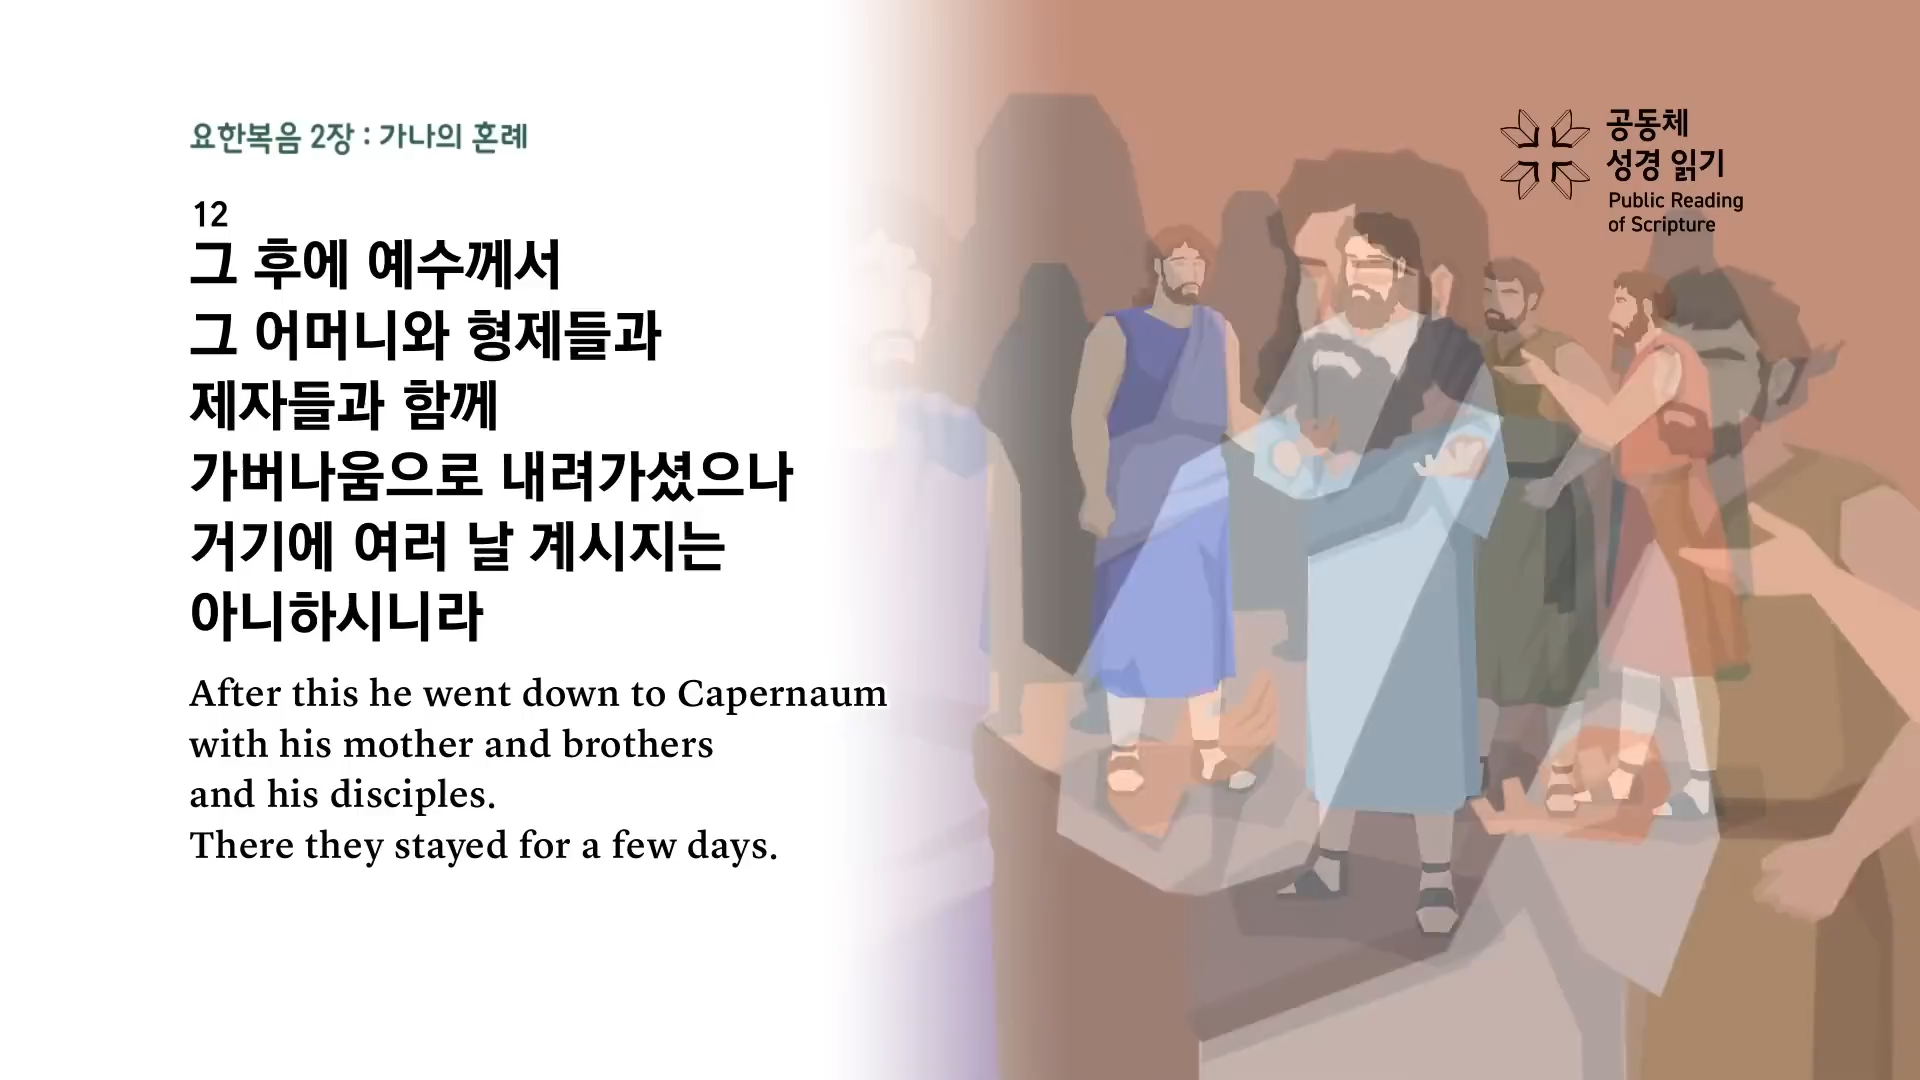 요한복음 2장 : 가나의 혼례
12
그 후에 예수께서
그 어머니와 형제들과
제자들과 함께
가버나움으로 내려가셨으나
거기에 여러 날 계시지는
아니하시니라
After this he went down to Capernaum
with his mother and brothers
and his disciples.
There they stayed for a few days.
공동체
성경 읽기
Public Reading
of Scripture